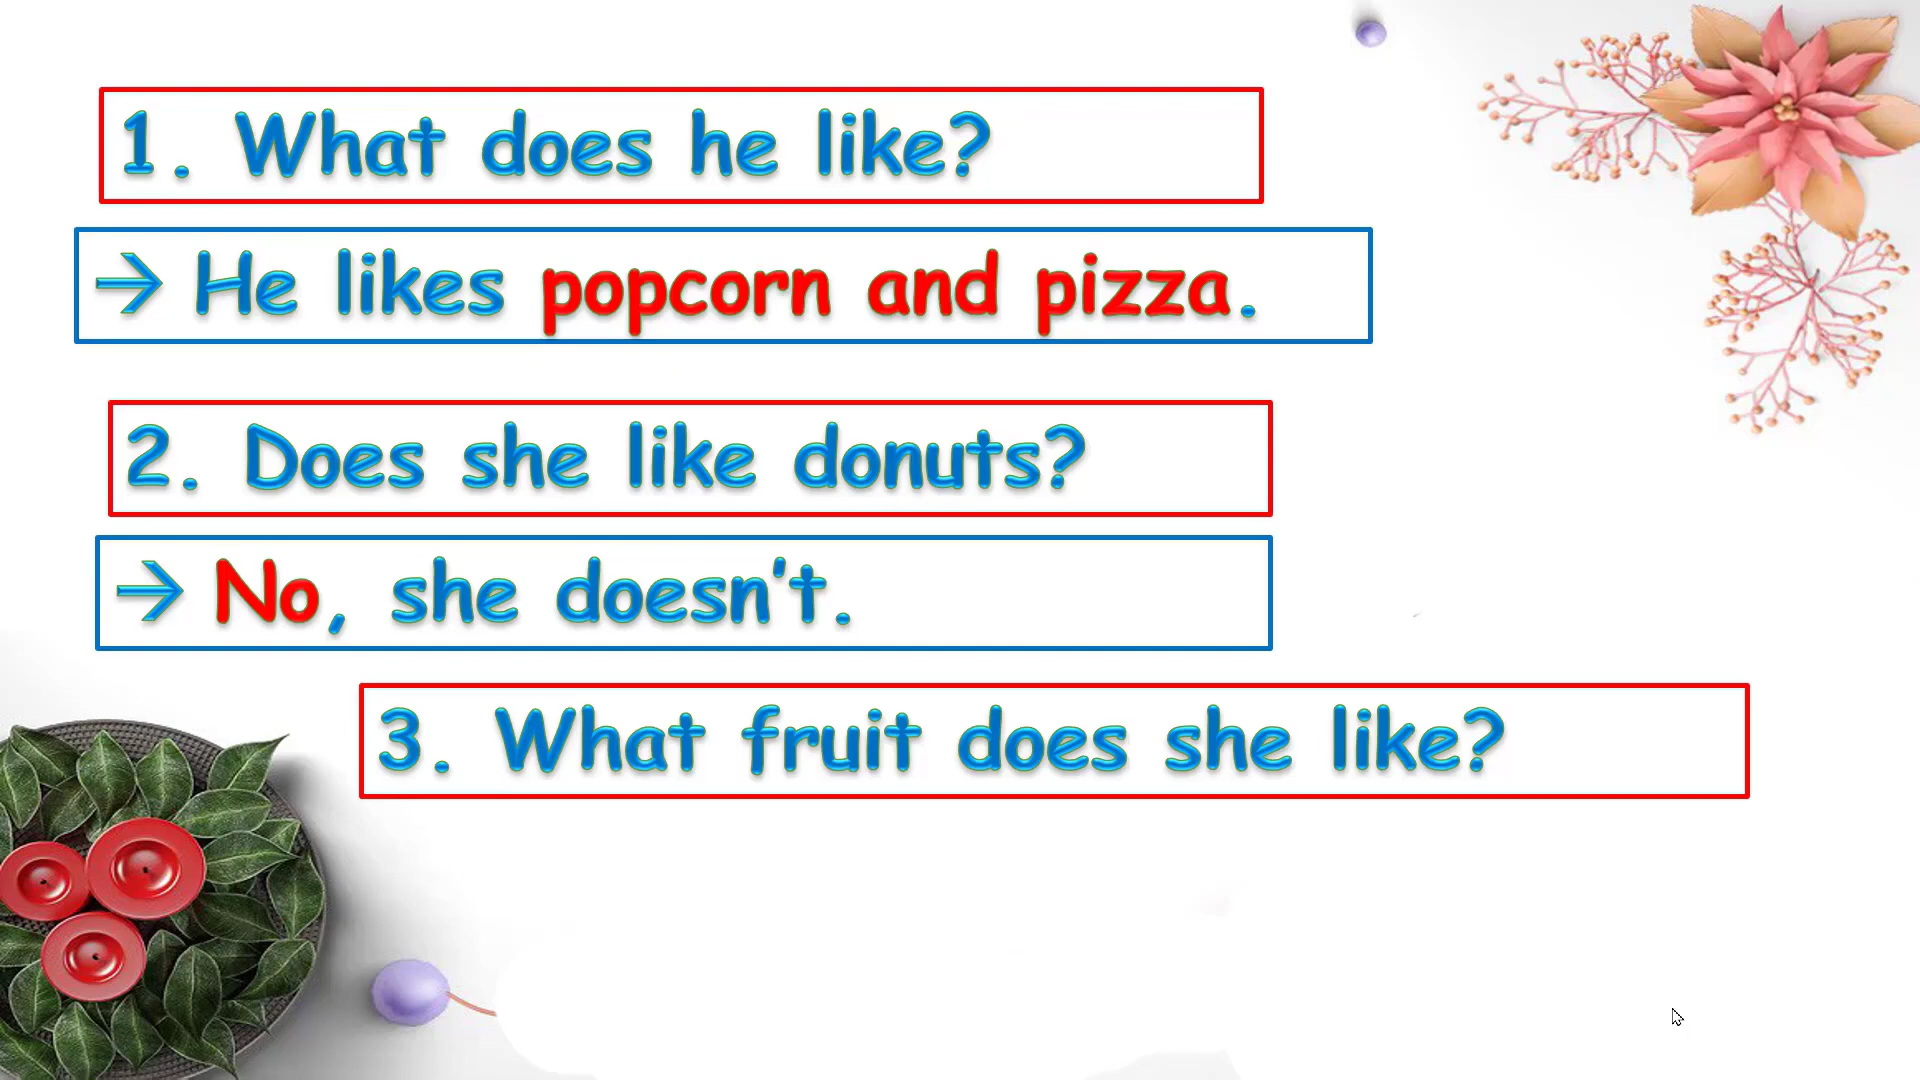 1. What does he like?
→ He likes popcorn and pizza.
2. Does she like donuts?
→ No, she doesn't.
3. What fruit does she like?